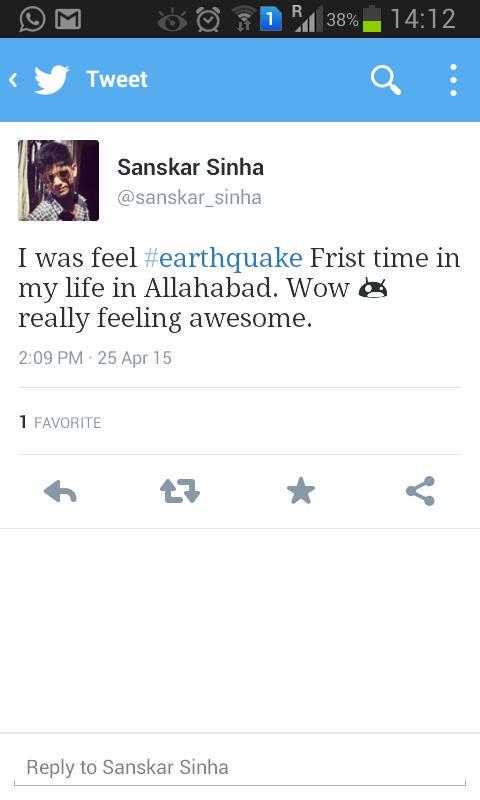 1 R 38% 14:12
Tweet
Sanskar Sinha
@sanskar_sinha
I was feel #earthquake Frist time in
my life in Allahabad. Wow
really feeling awesome.
2:09 PM · 25 Apr 15
1 FAVORITE
Reply to Sanskar Sinha